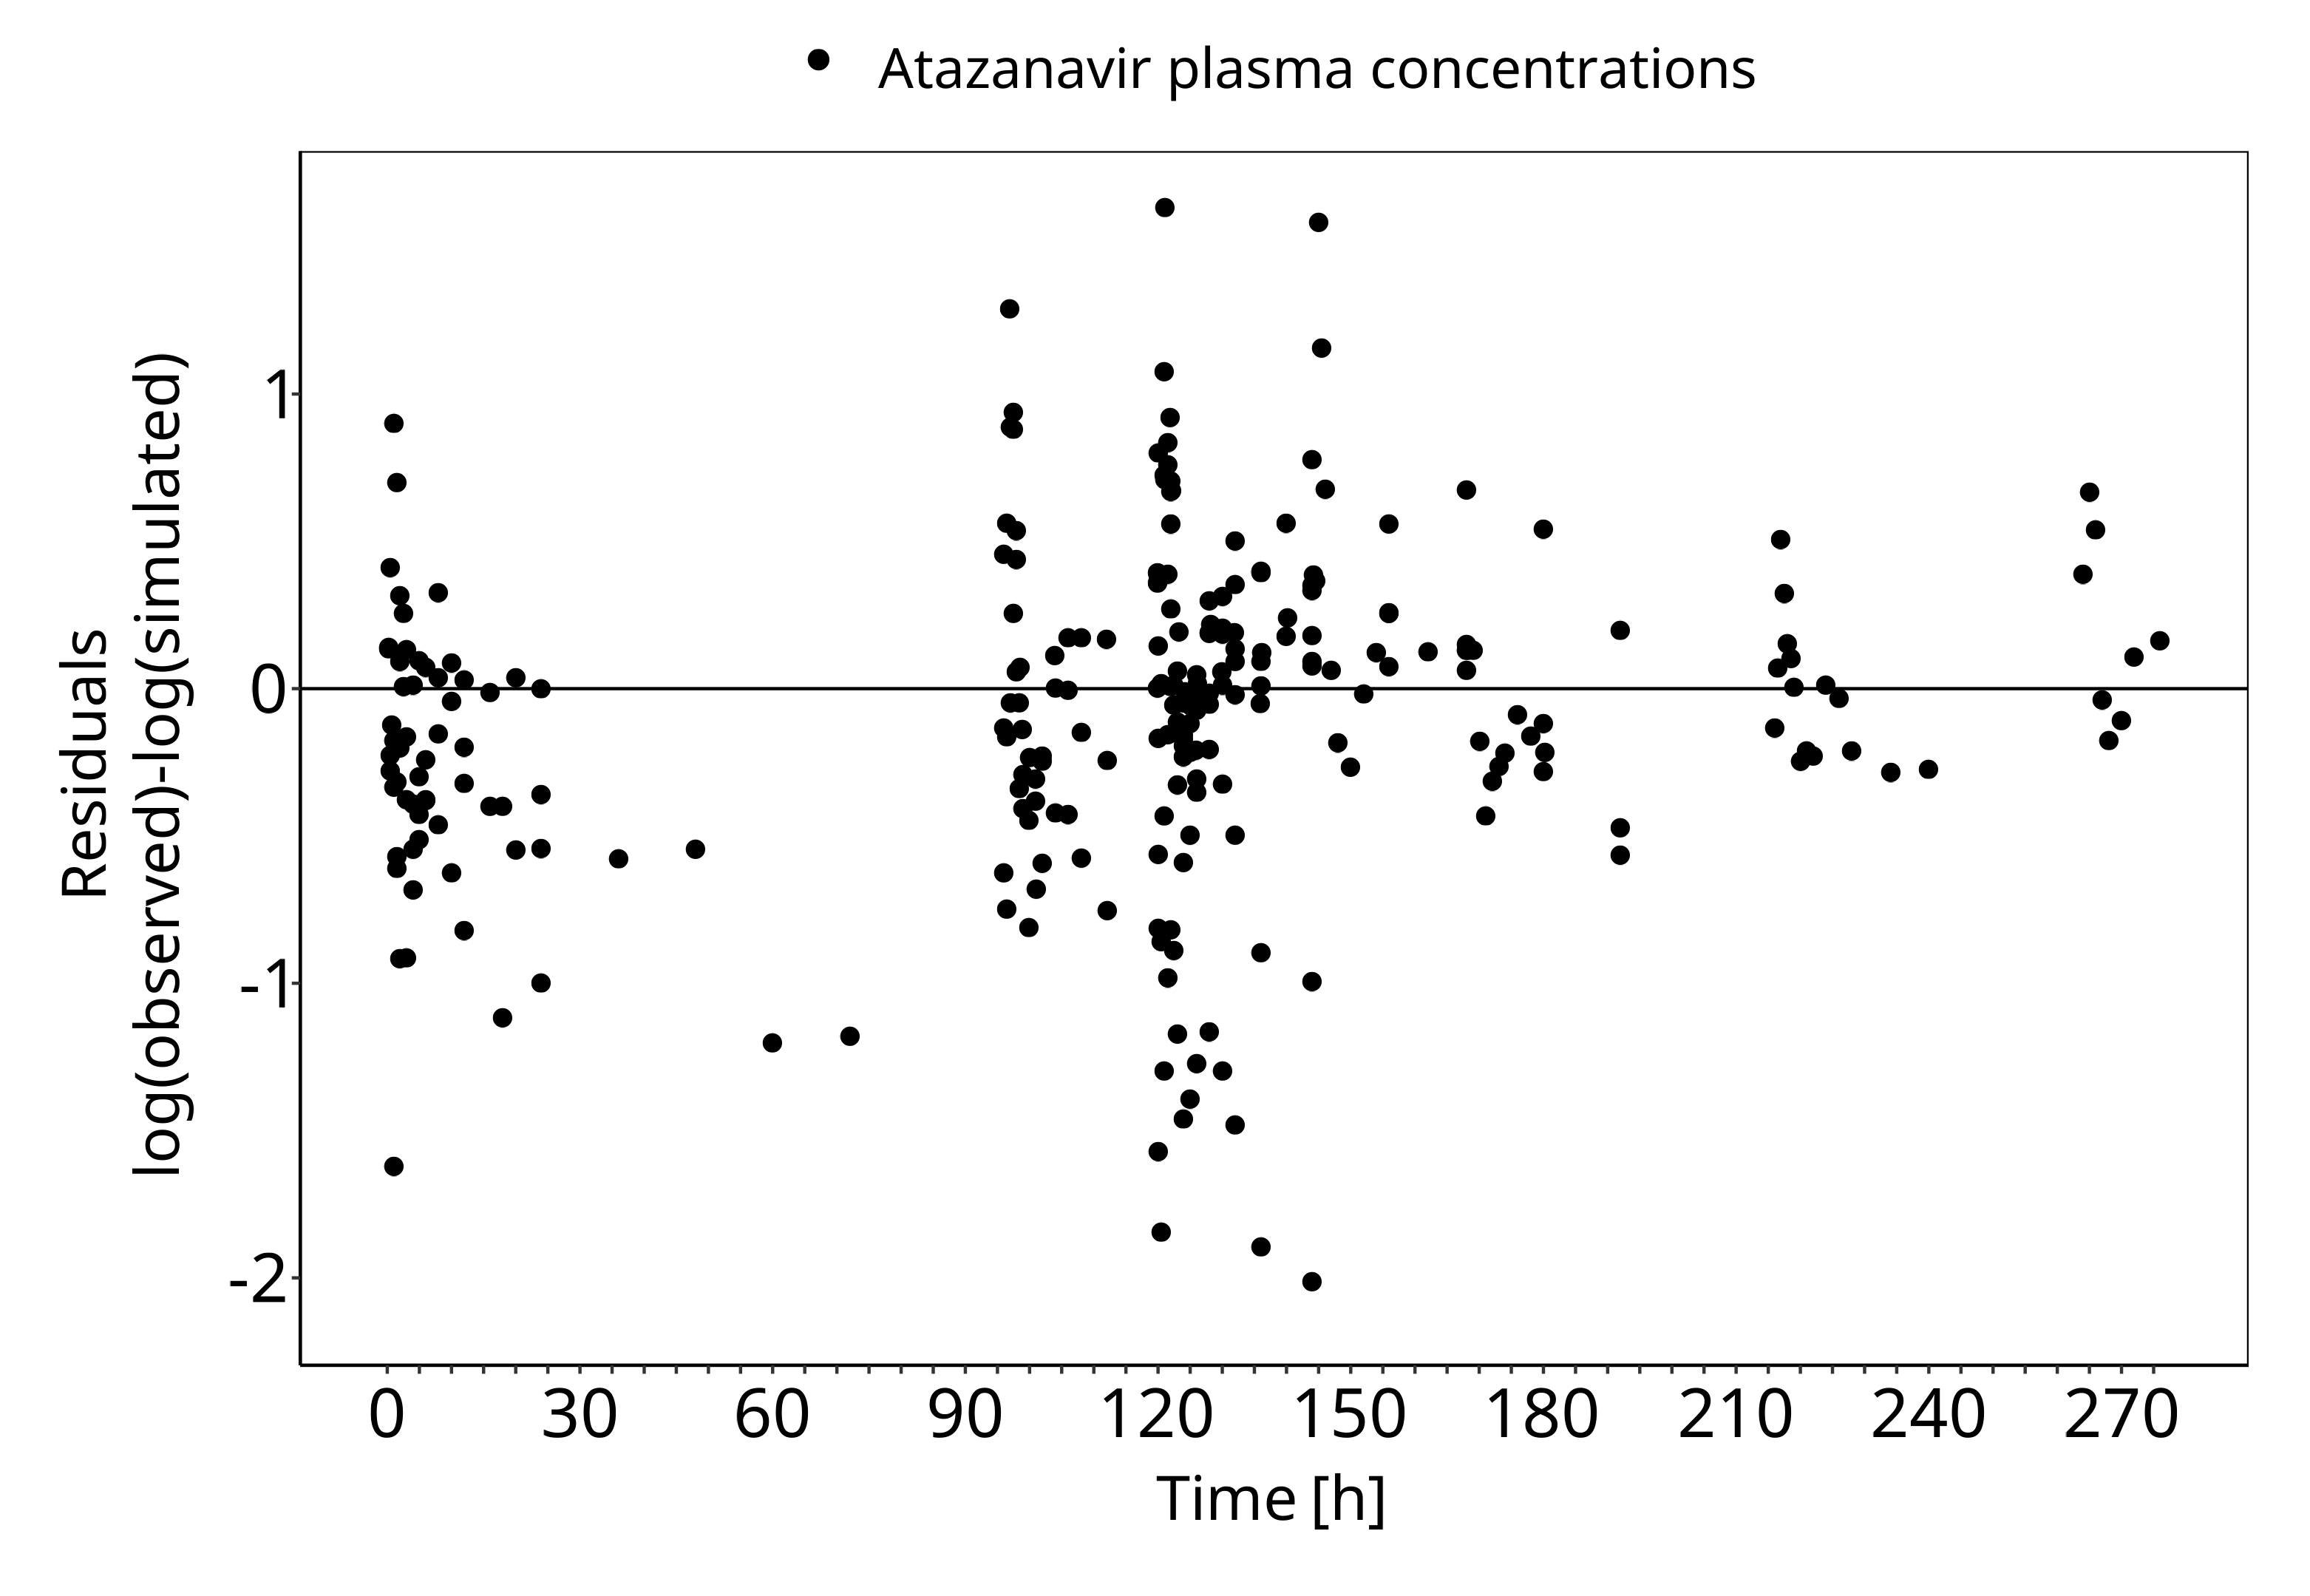 Atazanavir plasma concentrations
Residuals
log(observed)-log(simulated)
1
0
-1
-2
0 30 60 90 120 150 180 210 240 270
Time [h]